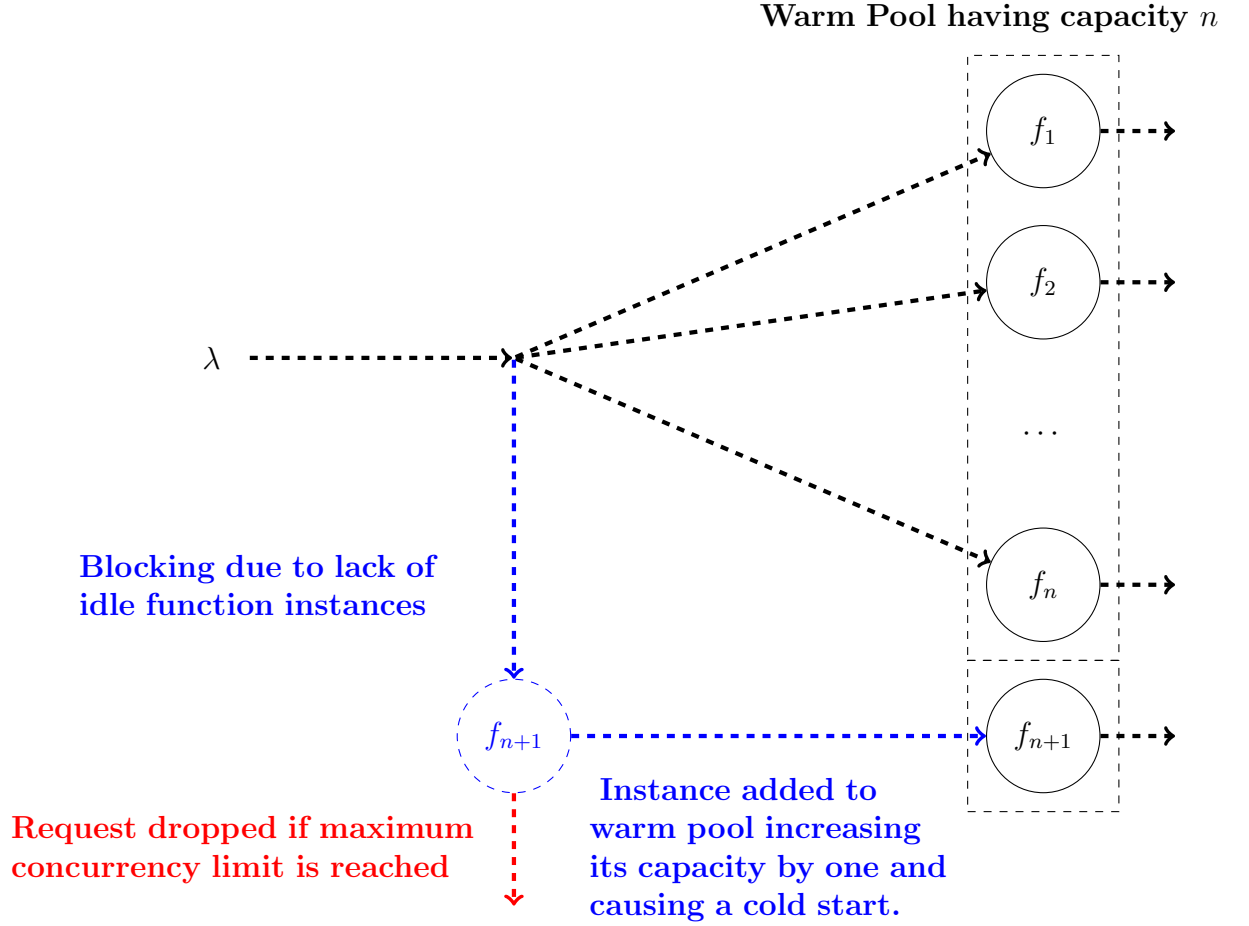 Warm Pool having capacity n
f₁
f₂
λ
...
Blocking due to lack of
idle function instances
fₙ
fₙ₊₁
fₙ₊₁
Instance added to
warm pool increasing
its capacity by one and
causing a cold start.
Request dropped if maximum
concurrency limit is reached